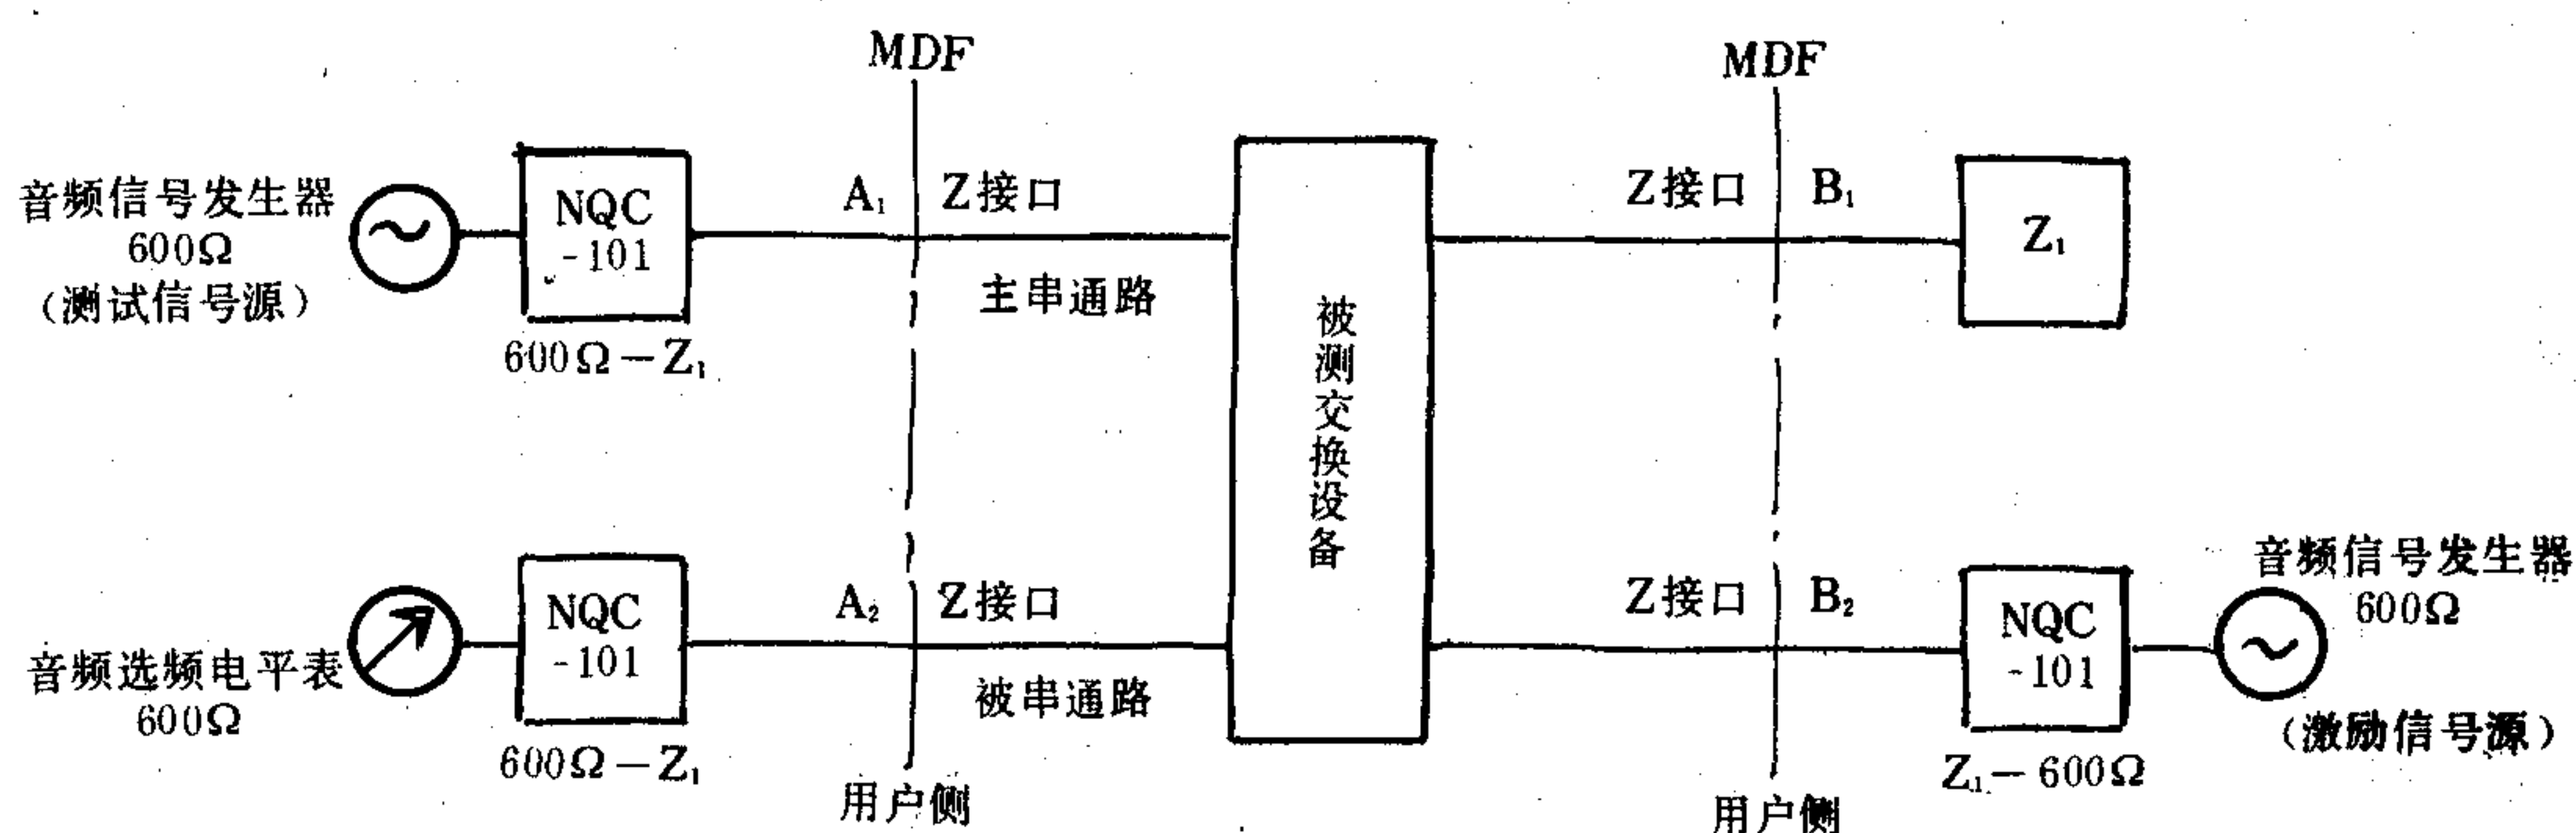 MDF
MDF
音频信号发生器
600Ω
(测试信号源)
NQC
-101
600Ω-Z₁
A₁
Z接口
主串通路
被测交换设备
Z接口
B₁
Z₁
音频选频电平表
600Ω
NQC
-101
600Ω-Z₁
A₂
Z接口
被串通路
Z接口
B₂
NQC
-101
Z₁-600Ω
音频信号发生器
600Ω
(激励信号源)
用户侧
用户侧